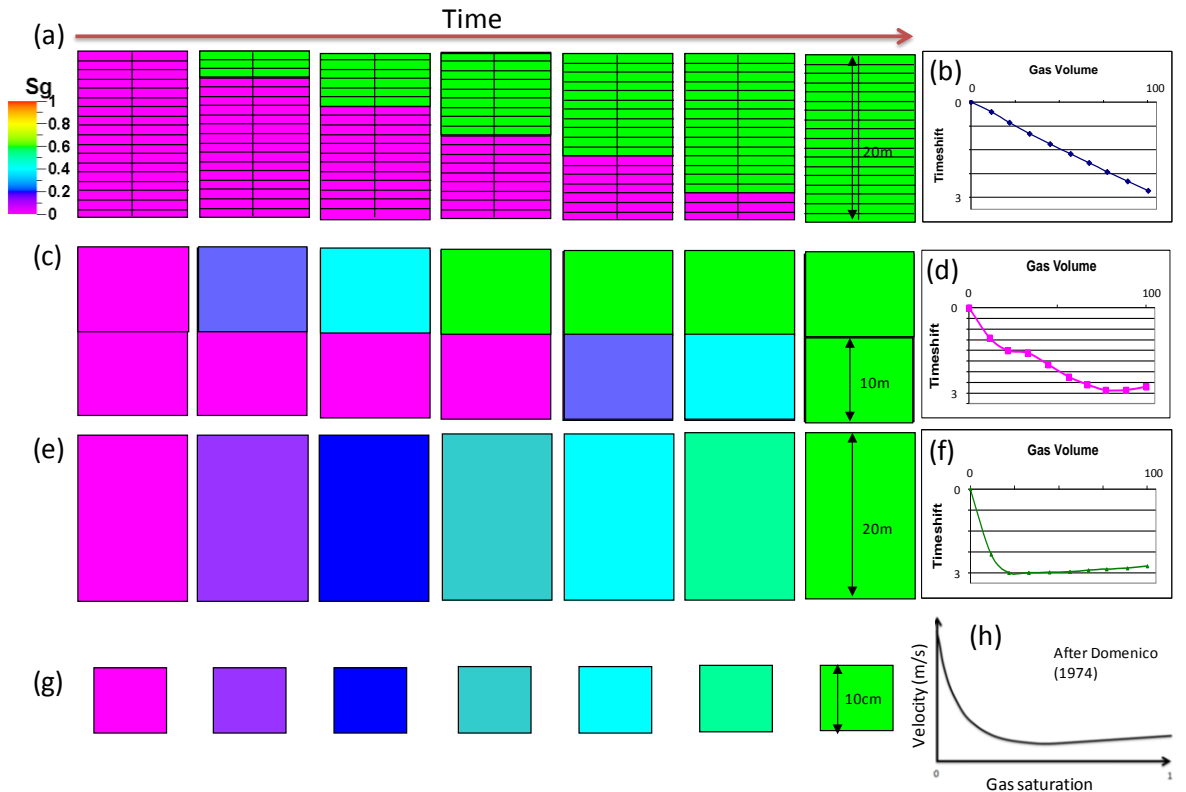 Time
(a)
Sg
1
0.8
0.6
0.4
0.2
0
20m
(b)
Gas Volume
0
100
0
Timeshift
3
(c)
10m
(d)
Gas Volume
0
100
0
Timeshift
3
(e)
20m
(f)
Gas Volume
0
100
0
Timeshift
3
(g)
10cm
(h)
After Domenico
(1974)
Velocity (m/s)
0
1
Gas saturation